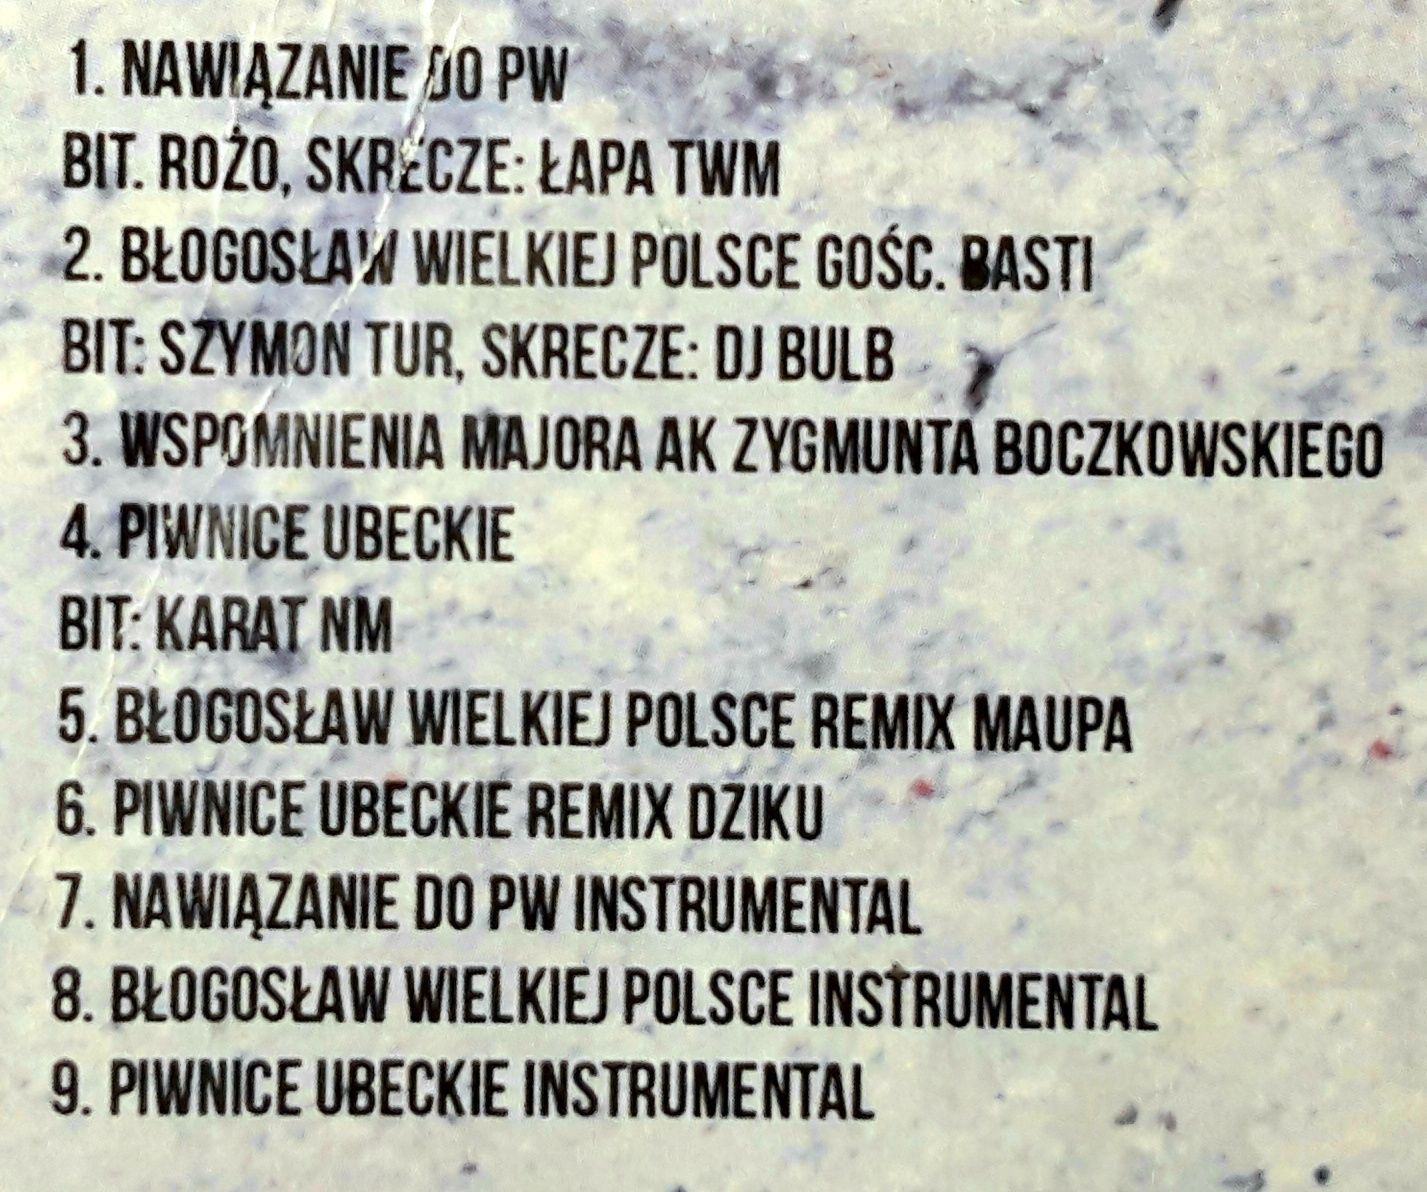 1. NAWIĄZANIE DO PW
BIT. ROŻO, SKRECZE: ŁAPA TWM
2. BŁOGOSŁAW WIELKIEJ POLSCE GOŚC. BASTI
BIT: SZYMON TUR, SKRECZE: DJ BULB
3. WSPOMNIENIA MAJORA AK ZYGMUNTA BOCZKOWSKIEGO
4. PIWNICE UBECKIE
BIT: KARAT NM
5. BŁOGOSŁAW WIELKIEJ POLSCE REMIX MAUPA
6. PIWNICE UBECKIE REMIX DZIKU
7. NAWIĄZANIE DO PW INSTRUMENTAL
8. BŁOGOSŁAW WIELKIEJ POLSCE INSTRUMENTAL
9. PIWNICE UBECKIE INSTRUMENTAL